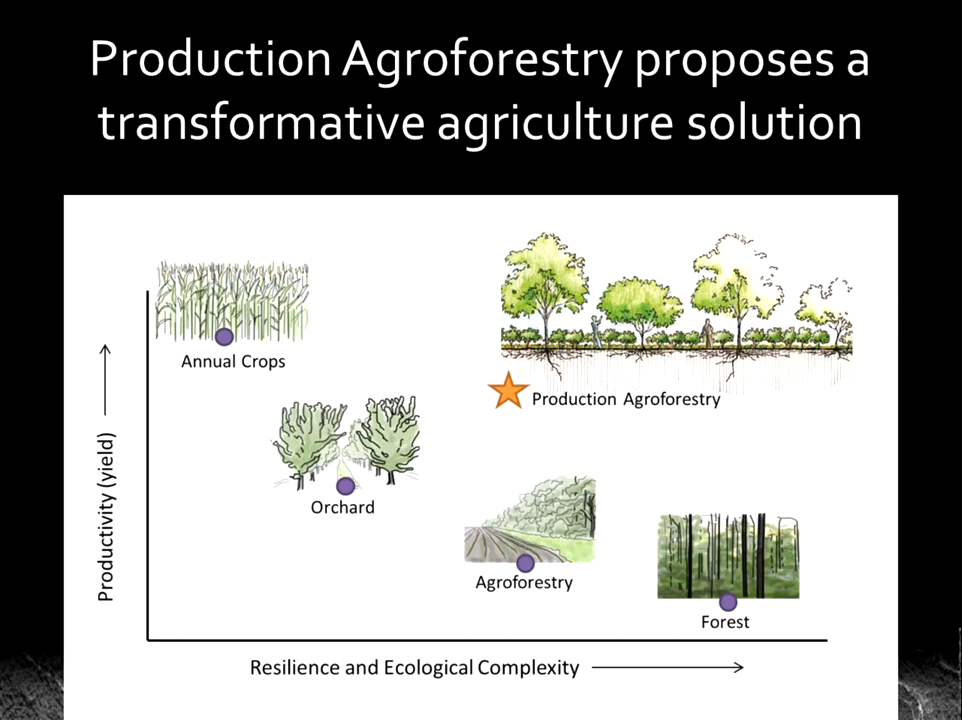 Production Agroforestry proposes a
transformative agriculture solution
Annual Crops
Production Agroforestry
Orchard
Agroforestry
Forest
Productivity (yield)
Resilience and Ecological Complexity